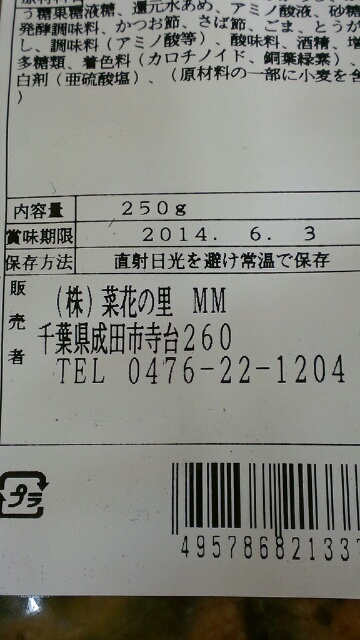 う糖果糖液糖、還元水あめ、アミノ酸液、砂糖
発酵調味料、かつお節、さば節、ごま、とうが
し、調味料（アミノ酸等）、酸味料、酒精、増
多糖類、着色料（カロチノイド、銅葉緑素）、
白剤（亜硫酸塩）、（原材料の一部に小麦を含
）
内容量 250g
賞味期限 2014. 6. 3
保存方法 直射日光を避け常温で保存
販売者 （株）菜花の里 MM
千葉県成田市寺台260
TEL 0476-22-1204
プラ
495786821337